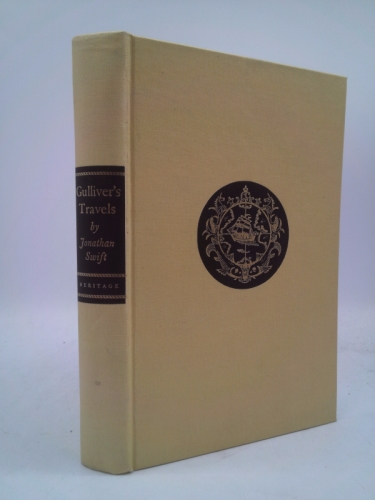 Gulliver's
Travels
by
Jonathan
Swift
HERITAGE